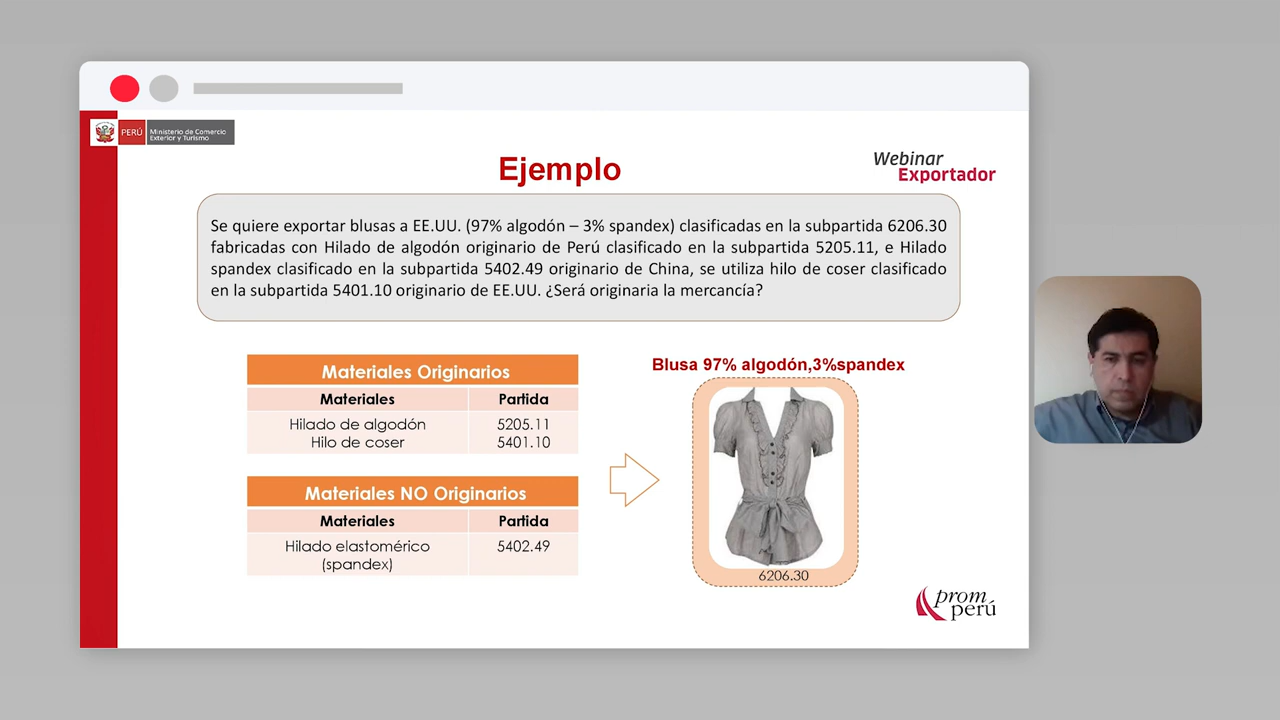 PERÚ
Ministerio de Comercio
Exterior y Turismo
Ejemplo
Webinar
Exportador
Se quiere exportar blusas a EE.UU. (97% algodón – 3% spandex) clasificadas en la subpartida 6206.30
fabricadas con Hilado de algodón originario de Perú clasificado en la subpartida 5205.11, e Hilado
spandex clasificado en la subpartida 5402.49 originario de China, se utiliza hilo de coser clasificado
en la subpartida 5401.10 originario de EE.UU. ¿Será originaria la mercancía?
Materiales Originarios
Materiales Partida
Hilado de algodón 5205.11
Hilo de coser 5401.10
Materiales NO Originarios
Materiales Partida
Hilado elastomérico 5402.49
(spandex)
Blusa 97% algodón,3%spandex
6206.30
prom
perú